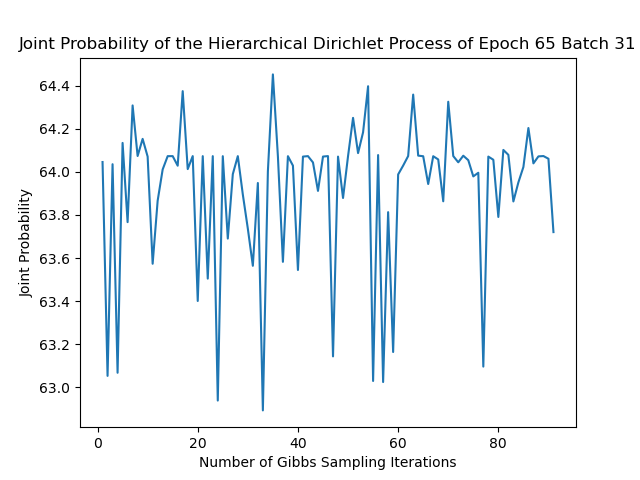 Joint Probability of the Hierarchical Dirichlet Process of Epoch 65 Batch 31
64.4
64.2
64.0
63.8
63.6
63.4
63.2
63.0
Joint Probability
0 20 40 60 80
Number of Gibbs Sampling Iterations